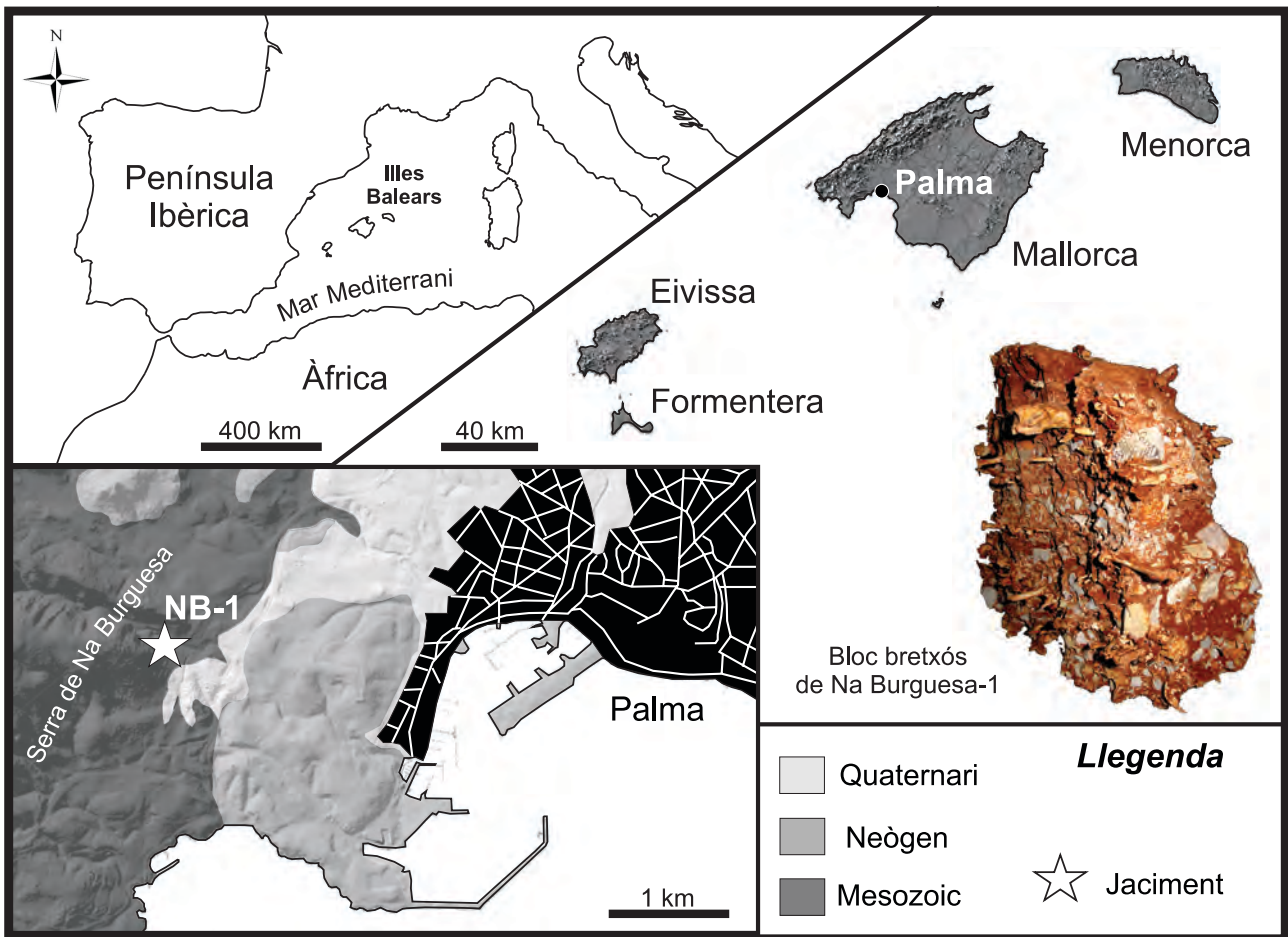 N
Península
Ibèrica
Illes
Balears
Mar Mediterrani
Àfrica
400 km
40 km
Menorca
Palma
Mallorca
Eivissa
Formentera
Serra de Na Burguesa
NB-1
Palma
1 km
Bloc bretxós
de Na Burguesa-1
Llegenda
Quaternari
Neògen
Mesozoic
Jaciment